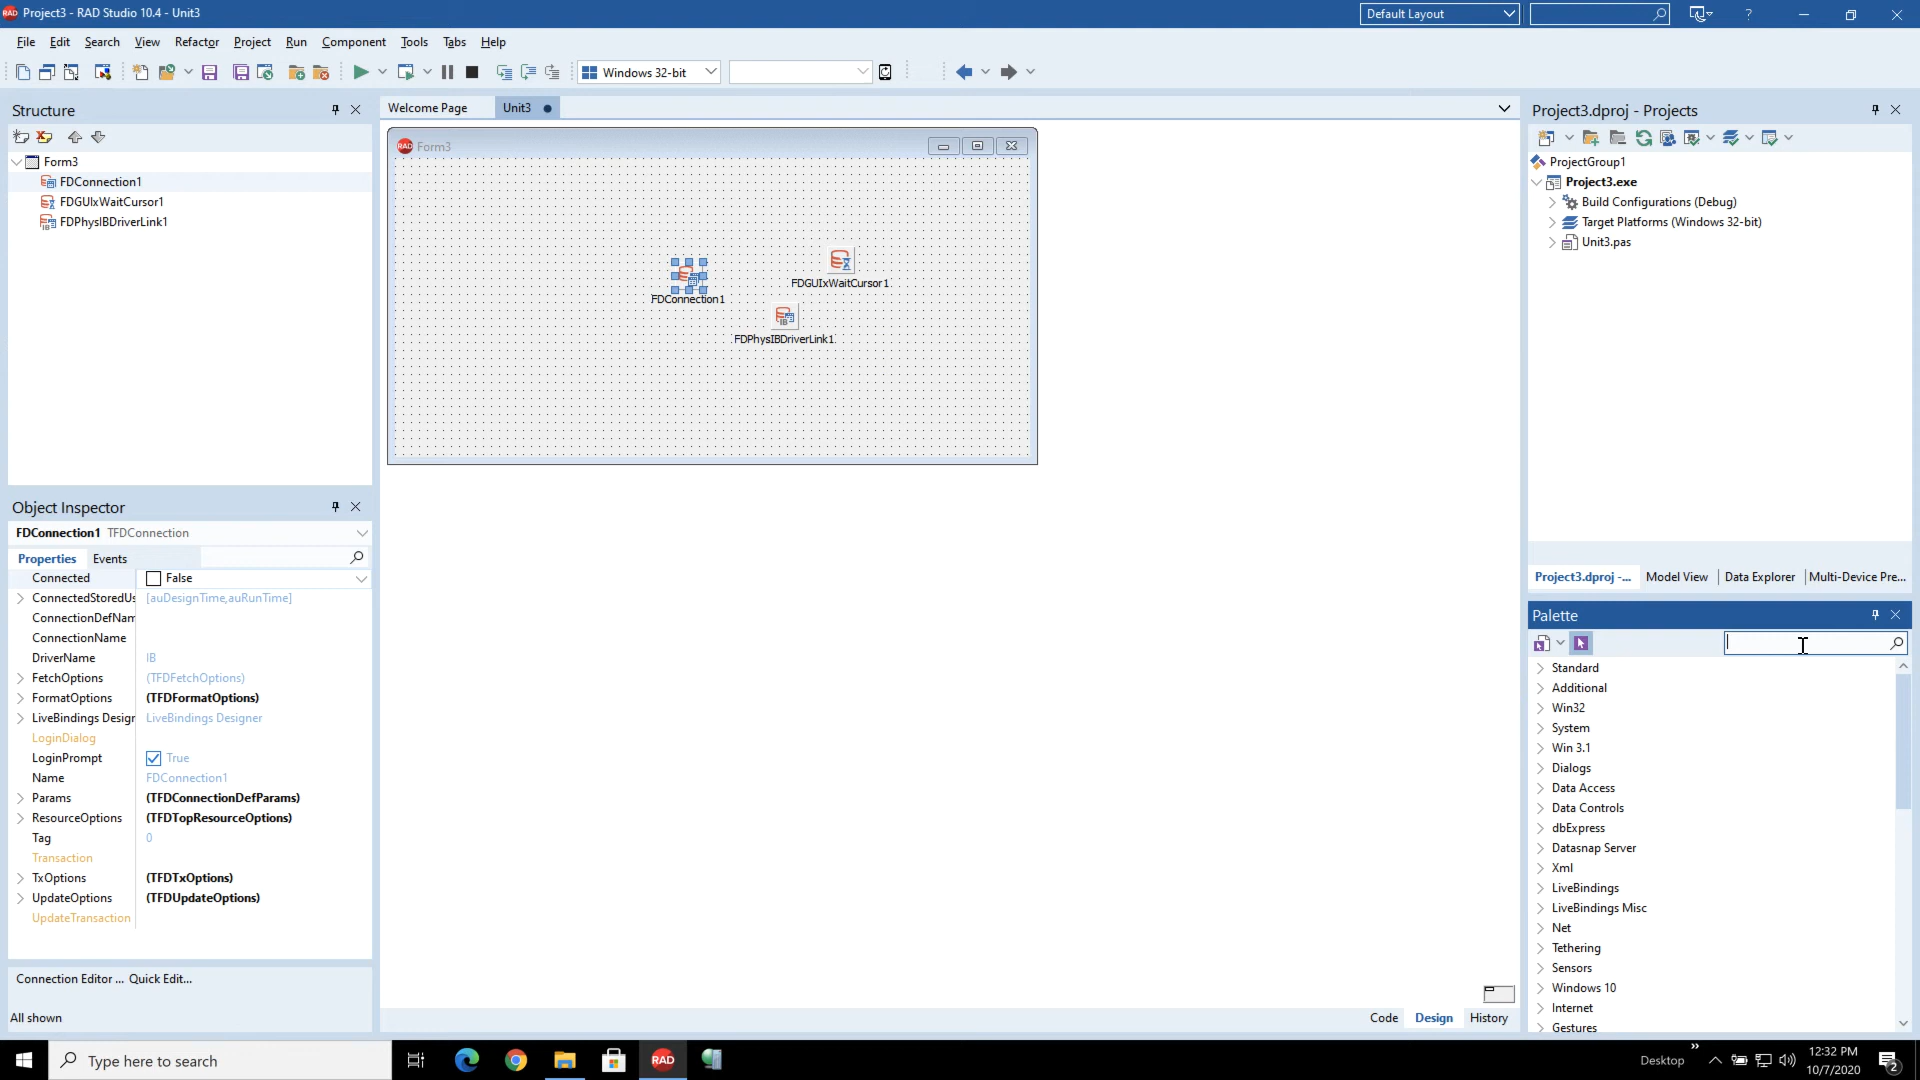 Project3 - RAD Studio 10.4 - Unit3
Default Layout
File Edit Search View Refactor Project Run Component Tools Tabs Help
Windows 32-bit
Structure
Form3
FDConnection1
FDGUIxWaitCursor1
FDPhysIBDriverLink1
Object Inspector
FDConnection1 TFDConnection
Properties Events
Connected False
ConnectedStoredUs [auDesignTime,auRunTime]
ConnectionDefNam
ConnectionName
DriverName IB
FetchOptions (TFDFetchOptions)
FormatOptions (TFDFormatOptions)
LiveBindings Desigr LiveBindings Designer
LoginDialog
LoginPrompt True
Name FDConnection1
Params (TFDConnectionDefParams)
ResourceOptions (TFDTopResourceOptions)
Tag 0
Transaction
TxOptions (TFDTxOptions)
UpdateOptions (TFDUpdateOptions)
UpdateTransaction
Connection Editor ... Quick Edit...
All shown
Welcome Page Unit3
RAD Form3
FDConnection1
FDGUIxWaitCursor1
IB
FDPhysIBDriverLink1
Code Design History
Project3.dproj - Projects
ProjectGroup1
Project3.exe
Build Configurations (Debug)
Target Platforms (Windows 32-bit)
Unit3.pas
Project3.dproj -... Model View Data Explorer Multi-Device Pre...
Palette
Standard
Additional
Win32
System
Win 3.1
Dialogs
Data Access
Data Controls
dbExpress
Datasnap Server
Xml
LiveBindings
LiveBindings Misc
Net
Tethering
Sensors
Windows 10
Internet
Gestures
Type here to search
RAD
Desktop
12:32 PM
10/7/2020
2